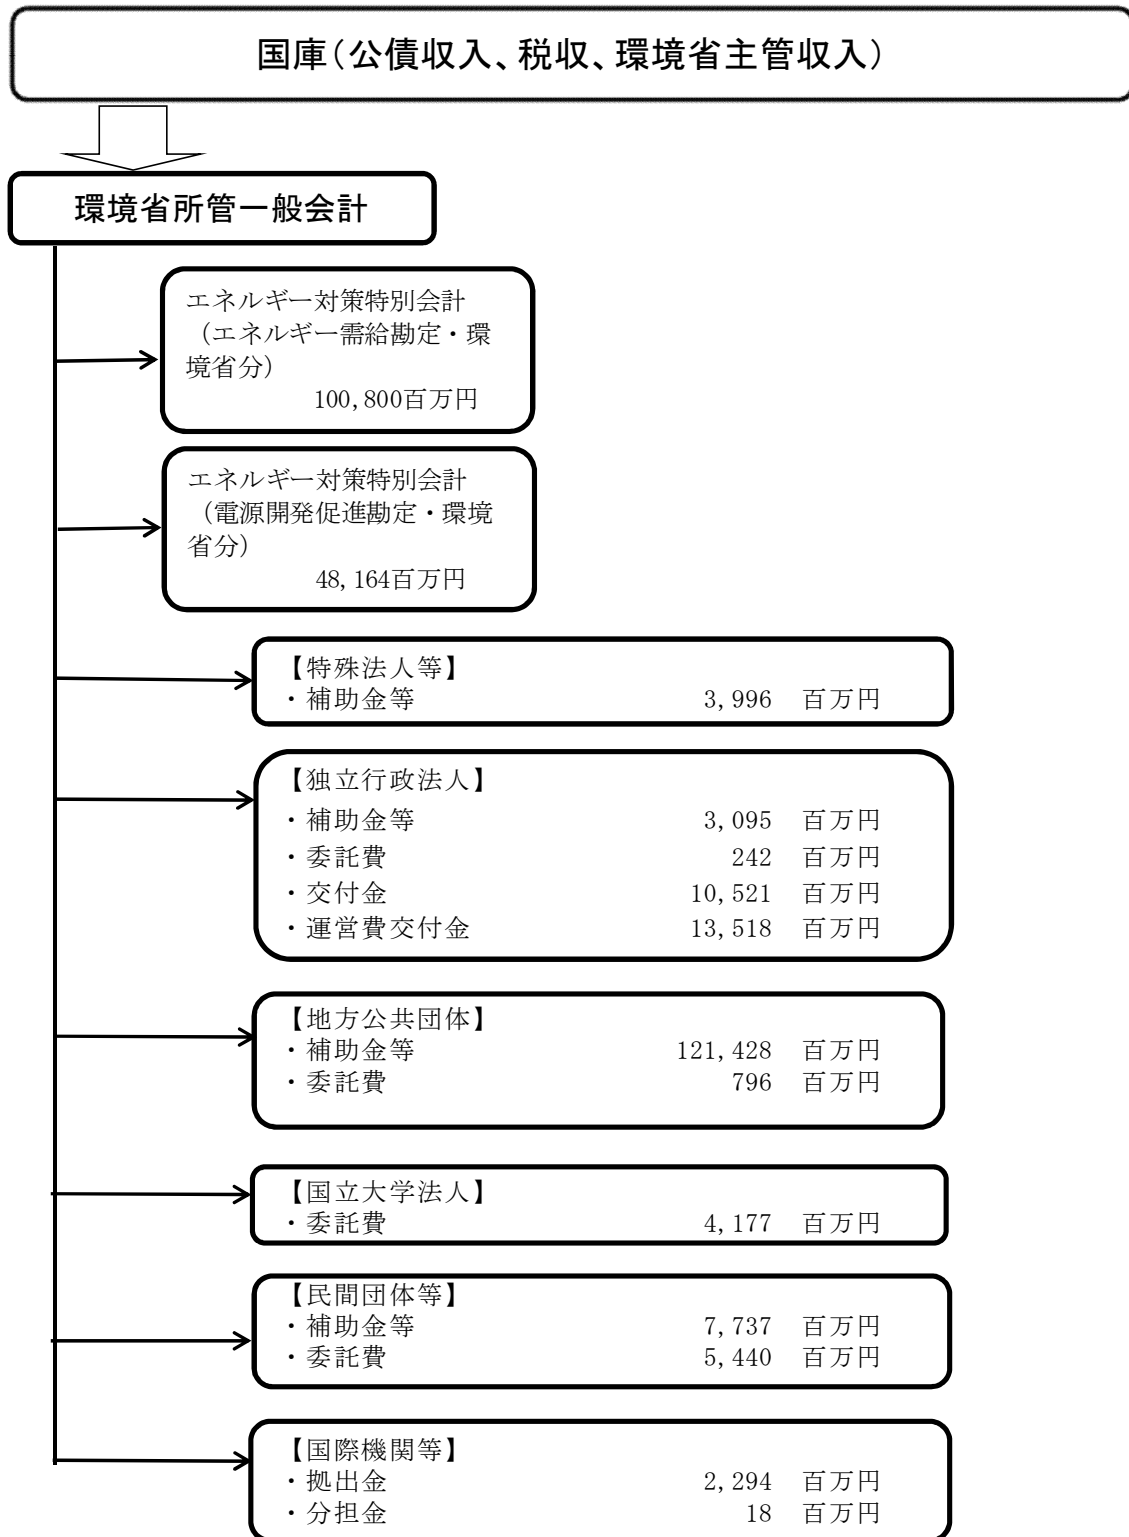 国庫（公債収入、税収、環境省主管収入）
環境省所管一般会計
エネルギー対策特別会計
（エネルギー需給勘定・環
境省分）
100,800百万円
エネルギー対策特別会計
（電源開発促進勘定・環境
省分）
48,164百万円
【特殊法人等】
・補助金等 3,996 百万円
【独立行政法人】
・補助金等 3,095 百万円
・委託費 242 百万円
・交付金 10,521 百万円
・運営費交付金 13,518 百万円
【地方公共団体】
・補助金等 121,428 百万円
・委託費 796 百万円
【国立大学法人】
・委託費 4,177 百万円
【民間団体等】
・補助金等 7,737 百万円
・委託費 5,440 百万円
【国際機関等】
・拠出金 2,294 百万円
・分担金 18 百万円